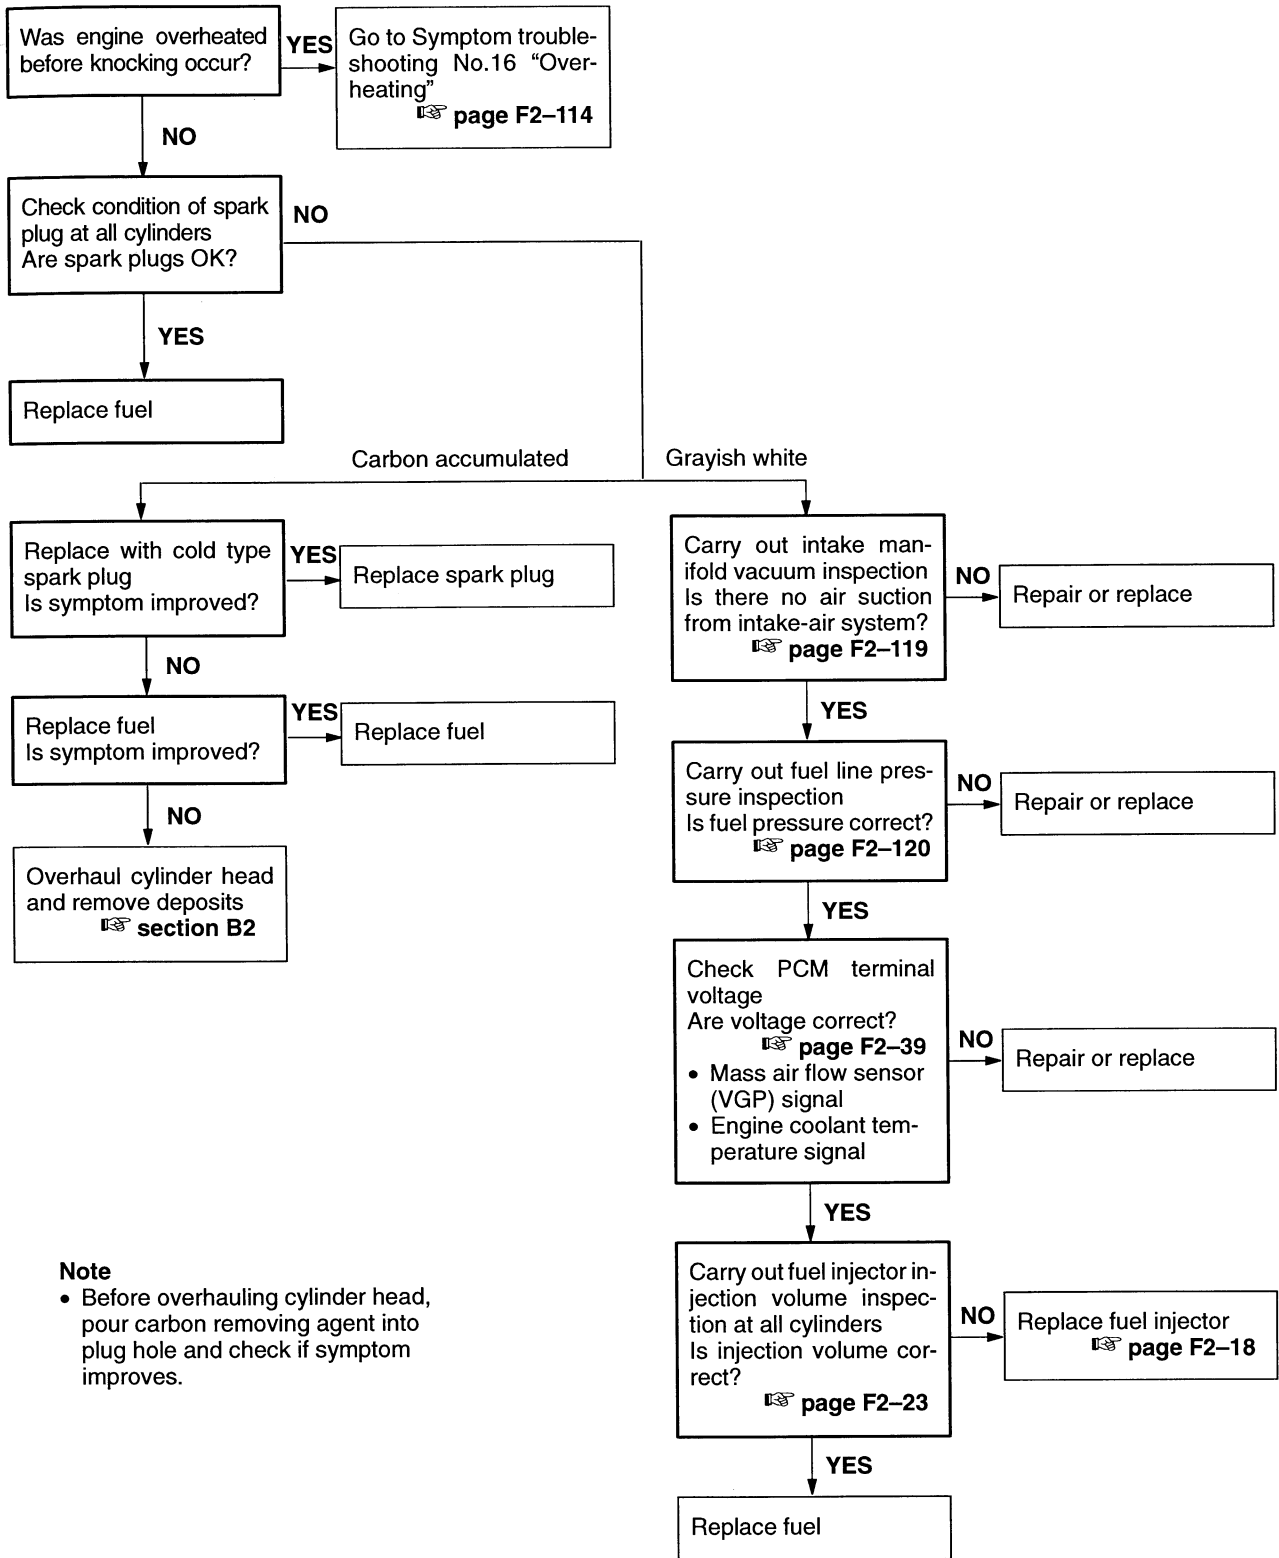 Was engine overheated
before knocking occur?
YES
Go to Symptom trouble-
shooting No.16 “Over-
heating”
☞ page F2–114
NO
Check condition of spark
plug at all cylinders
Are spark plugs OK?
NO
YES
Replace fuel
Carbon accumulated
Grayish white
Replace with cold type
spark plug
Is symptom improved?
YES
Replace spark plug
NO
Replace fuel
Is symptom improved?
YES
Replace fuel
NO
Overhaul cylinder head
and remove deposits
☞ section B2
Carry out intake man-
ifold vacuum inspection
Is there no air suction
from intake-air system?
☞ page F2–119
NO
Repair or replace
YES
Carry out fuel line pres-
sure inspection
Is fuel pressure correct?
☞ page F2–120
NO
Repair or replace
YES
Check PCM terminal
voltage
Are voltage correct?
☞ page F2–39
• Mass air flow sensor
(VGP) signal
• Engine coolant tem-
perature signal
NO
Repair or replace
YES
Carry out fuel injector in-
jection volume inspec-
tion at all cylinders
Is injection volume cor-
rect?
☞ page F2–23
NO
Replace fuel injector
☞ page F2–18
YES
Replace fuel
Note
• Before overhauling cylinder head,
pour carbon removing agent into
plug hole and check if symptom
improves.